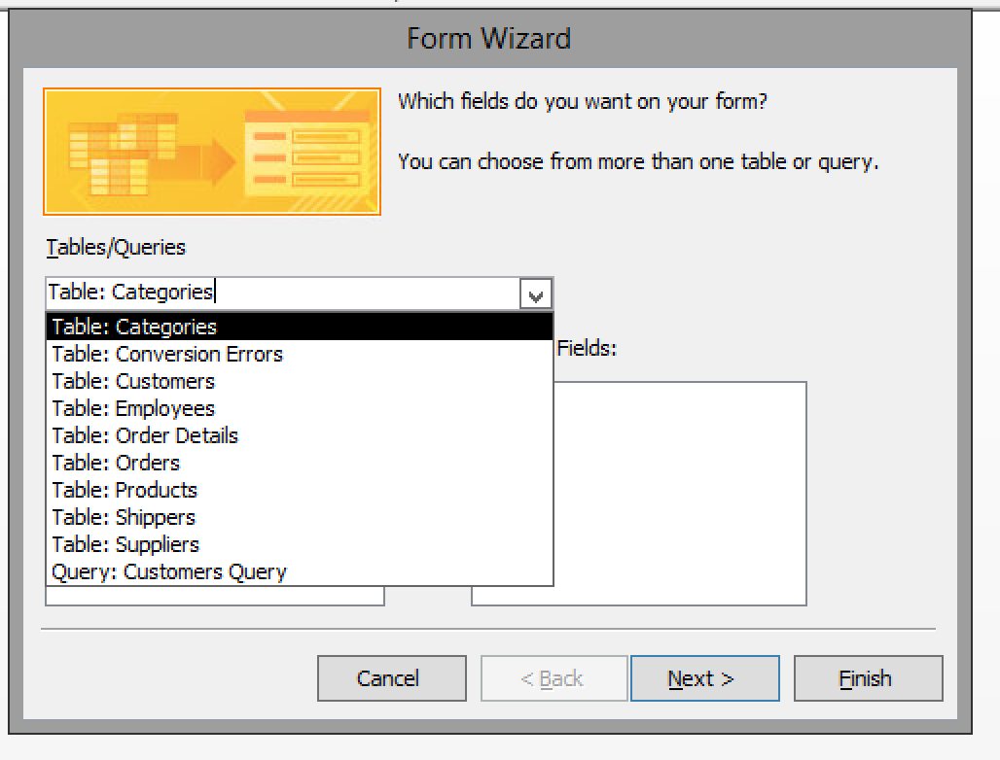 Form Wizard
Which fields do you want on your form?
You can choose from more than one table or query.
Tables/Queries
Table: Categories
Table: Categories
Table: Conversion Errors
Table: Customers
Table: Employees
Table: Order Details
Table: Orders
Table: Products
Table: Shippers
Table: Suppliers
Query: Customers Query
Fields:
Cancel
< Back
Next >
Finish